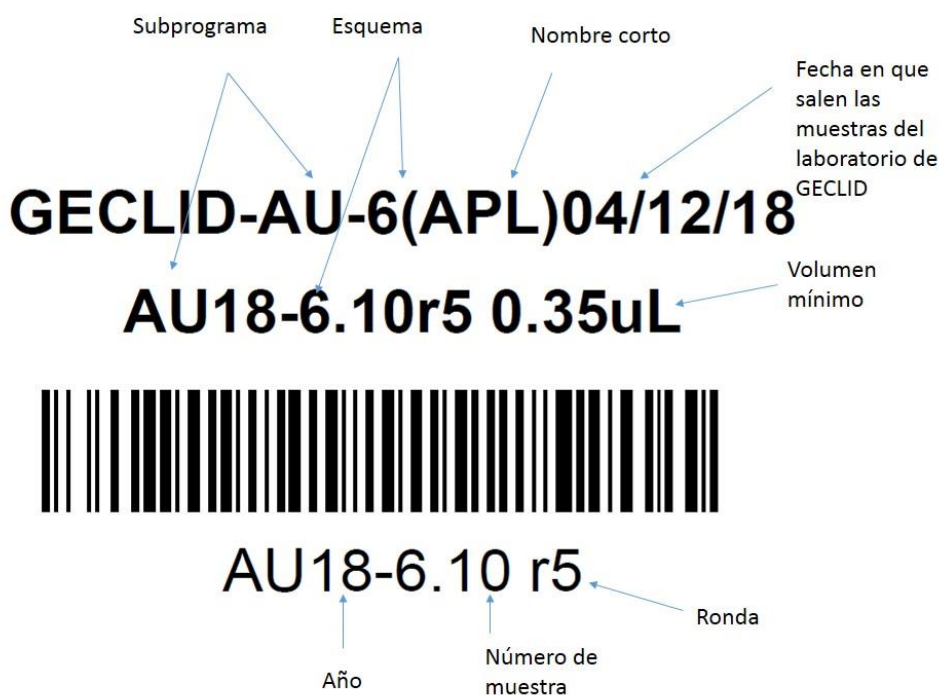 Subprograma
Esquema
Nombre corto
Fecha en que
salen las
muestras del
laboratorio de
GECLID
GECLID-AU-6(APL)04/12/18
Volumen
mínimo
AU18-6.10r5 0.35uL
AU18-6.10 r5
Ronda
Año
Número de
muestra